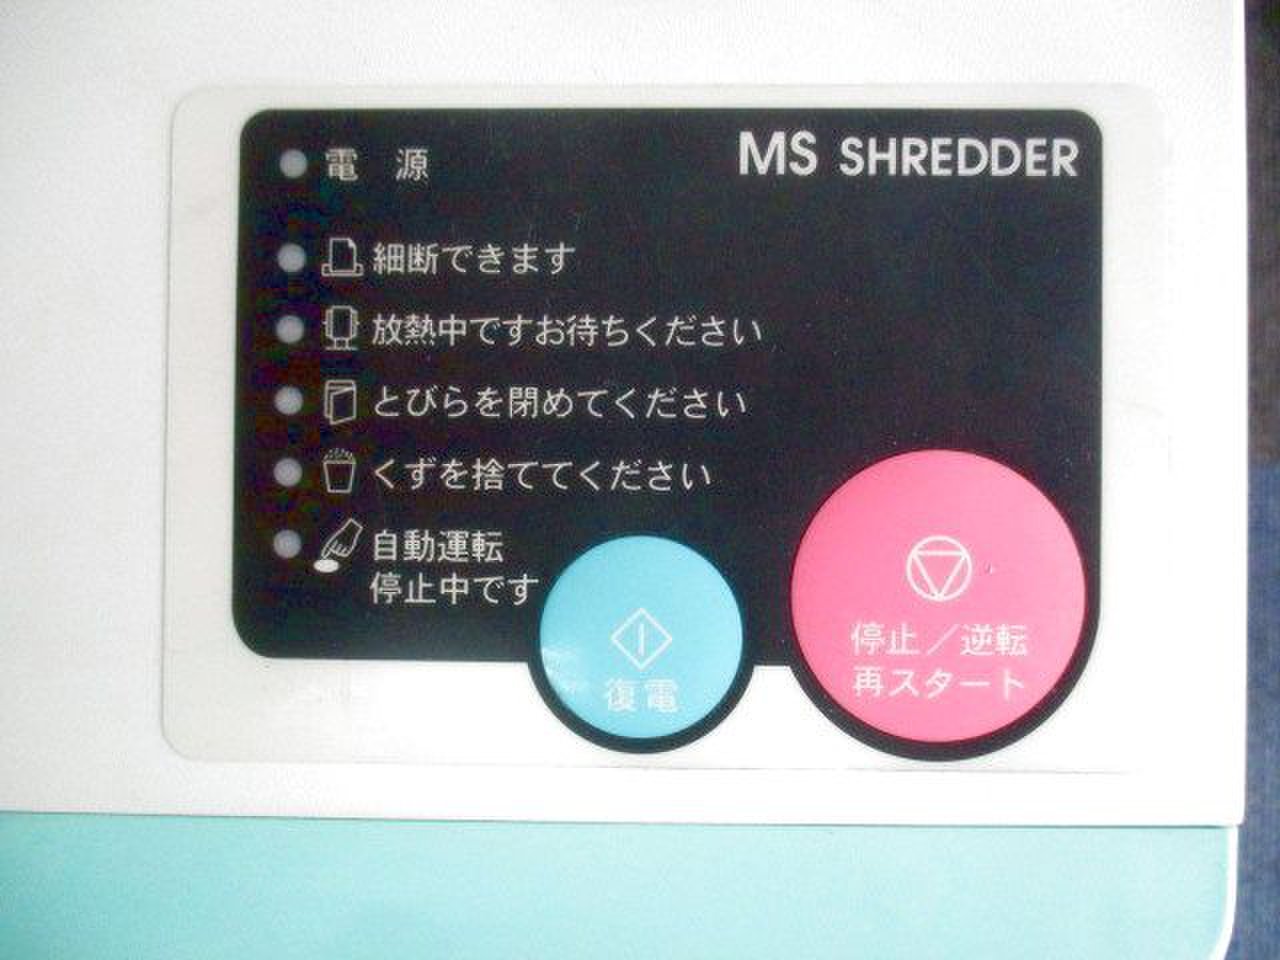 MS SHREDDER
電 源
細断できます
放熱中ですお待ちください
とびらを閉めてください
くずを捨ててください
自動運転
停止中です
復電
停止／逆転
再スタート